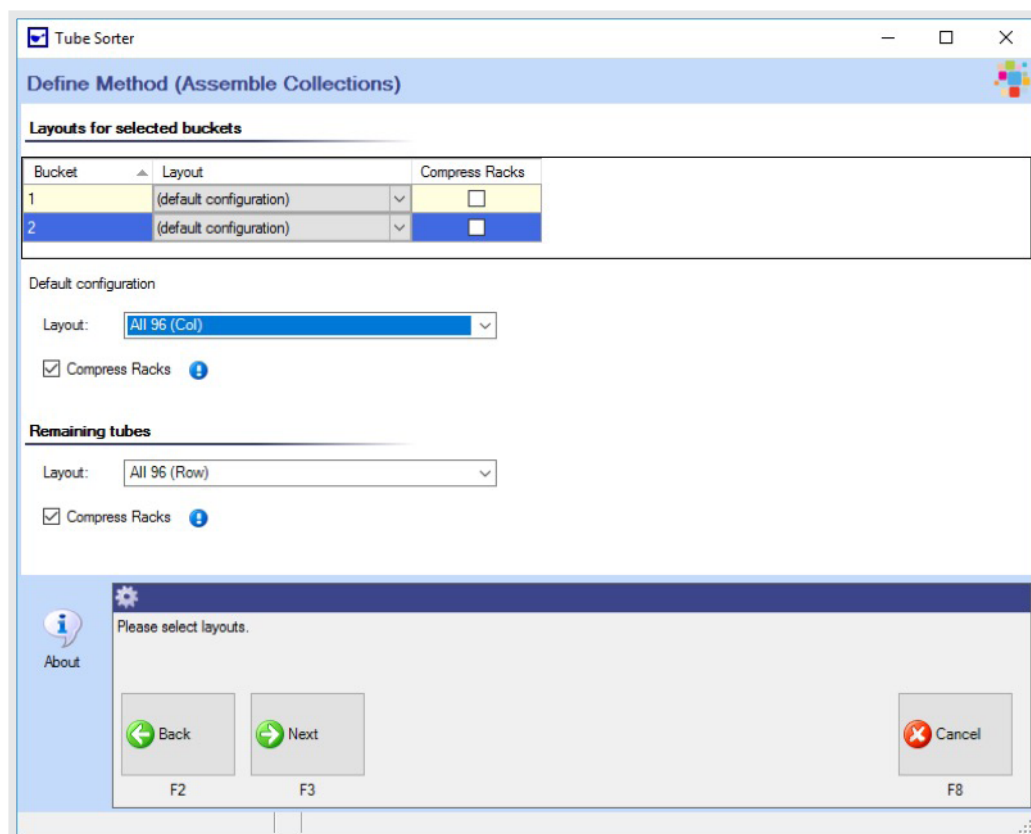 Tube Sorter
Define Method (Assemble Collections)
Layouts for selected buckets
Bucket Layout Compress Racks
1 (default configuration)
2 (default configuration)
Default configuration
Layout: All 96 (Col)
Compress Racks
Remaining tubes
Layout: All 96 (Row)
Compress Racks
About
Please select layouts.
Back Next Cancel
F2 F3 F8